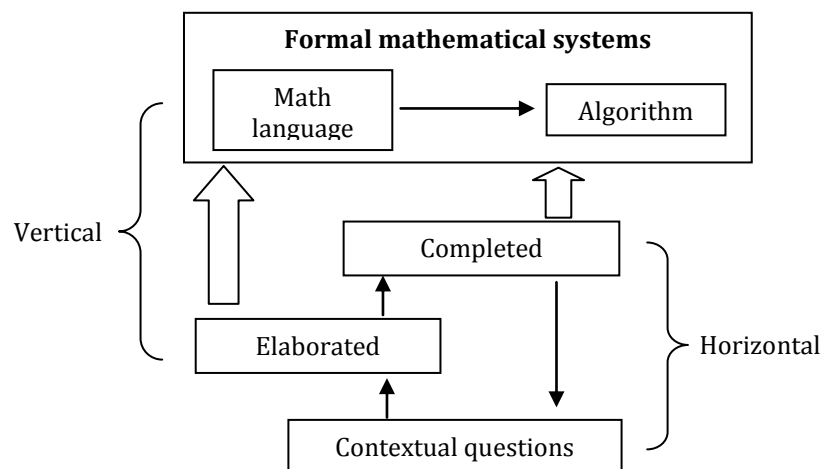 Formal mathematical systems
Math
language
Algorithm
Vertical
Completed
Elaborated
Horizontal
Contextual questions